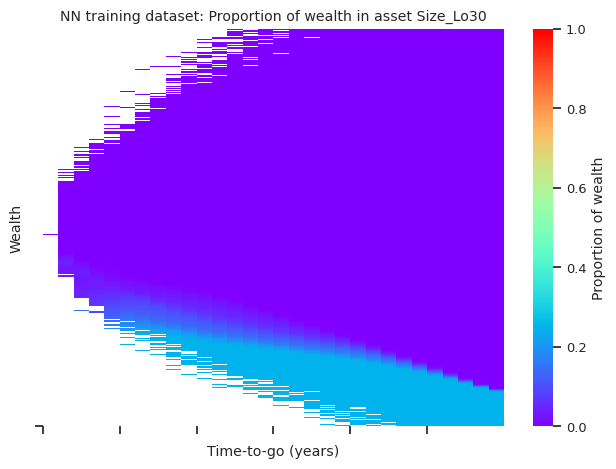 NN training dataset: Proportion of wealth in asset Size_Lo30
Wealth
Time-to-go (years)
1.0
0.8
0.6
0.4
0.2
0.0
Proportion of wealth